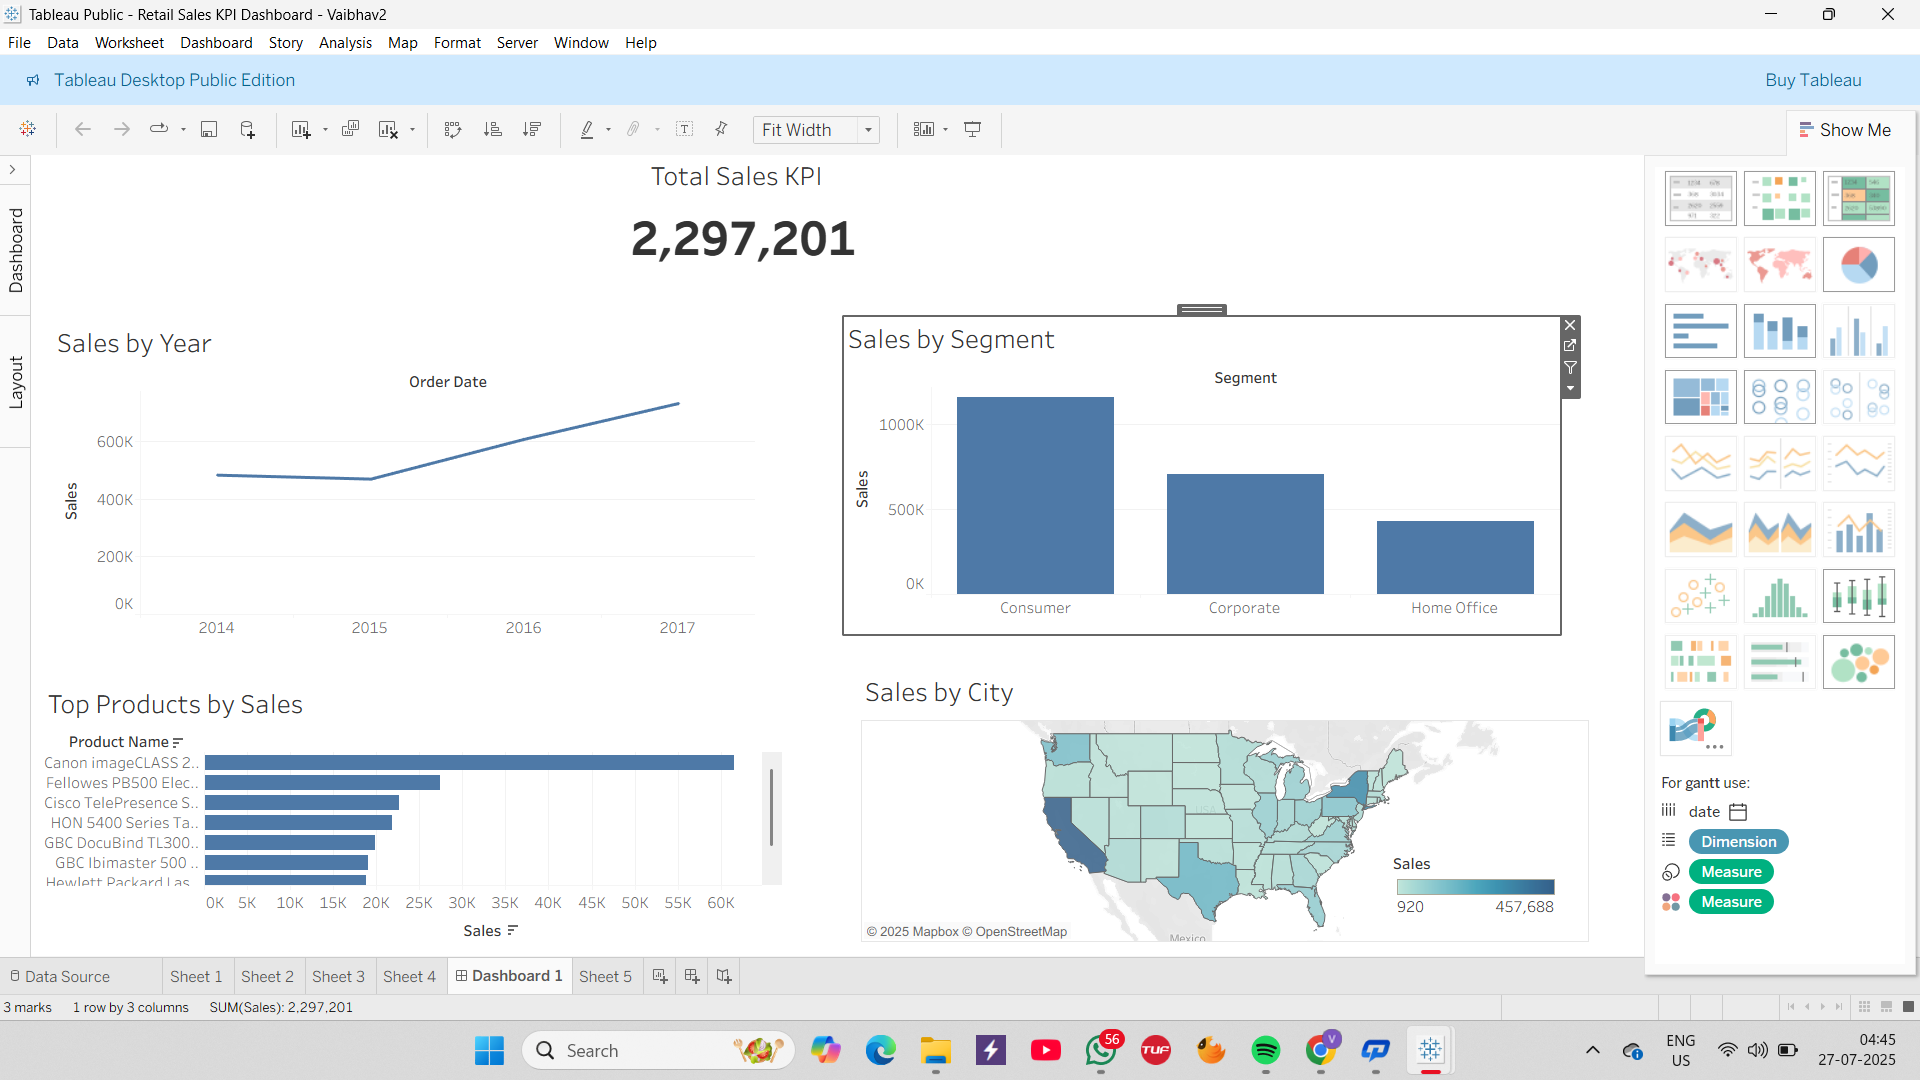 Tableau Public - Retail Sales KPI Dashboard - Vaibhav2
File Data Worksheet Dashboard Story Analysis Map Format Server Window Help
Tableau Desktop Public Edition
Buy Tableau
Fit Width
Show Me
Dashboard
Layout
Total Sales KPI
2,297,201
Sales by Year
Order Date
Sales
600K
400K
200K
0K
2014 2015 2016 2017
Sales by Segment
Segment
Sales
1000K
500K
0K
Consumer Corporate Home Office
Top Products by Sales
Product Name
Canon imageCLASS 2..
Fellowes PB500 Elec..
Cisco TelePresence S..
HON 5400 Series Ta..
GBC DocuBind TL300..
GBC Ibimaster 500 ..
Hewlett Packard Las..
0K 5K 10K 15K 20K 25K 30K 35K 40K 45K 50K 55K 60K
Sales
Sales by City
USA
Mexico
Sales
920 457,688
© 2025 Mapbox © OpenStreetMap
For gantt use:
date
Dimension
Measure
Measure
Data Source Sheet 1 Sheet 2 Sheet 3 Sheet 4 Dashboard 1 Sheet 5
3 marks 1 row by 3 columns SUM(Sales): 2,297,201
Search
56
TUF
V
ENG
US
04:45
27-07-2025